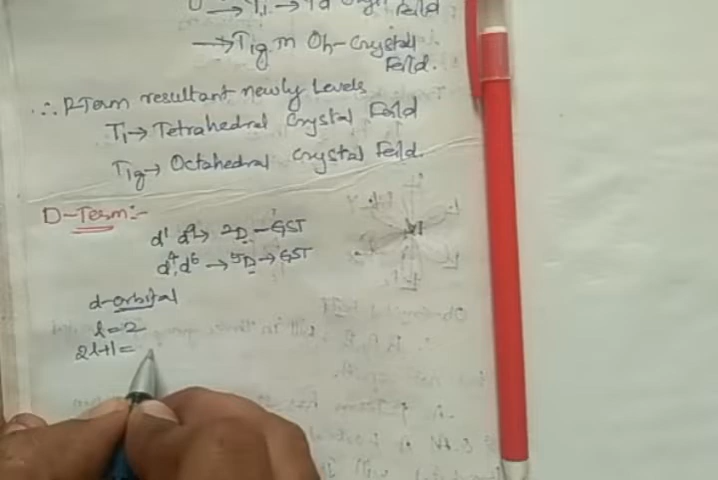 → T1g in Oh-Crystal
Feild.
∴ P-Term resultant newly Levels
T1→ Tetrahedral Crystal Feild
T1g→ Octahedral Crystal Feild.
D-Term:-
d1 d9→ 2D→GST
d4,d6→5D→GST
d-orbital
l=2
2l+1=